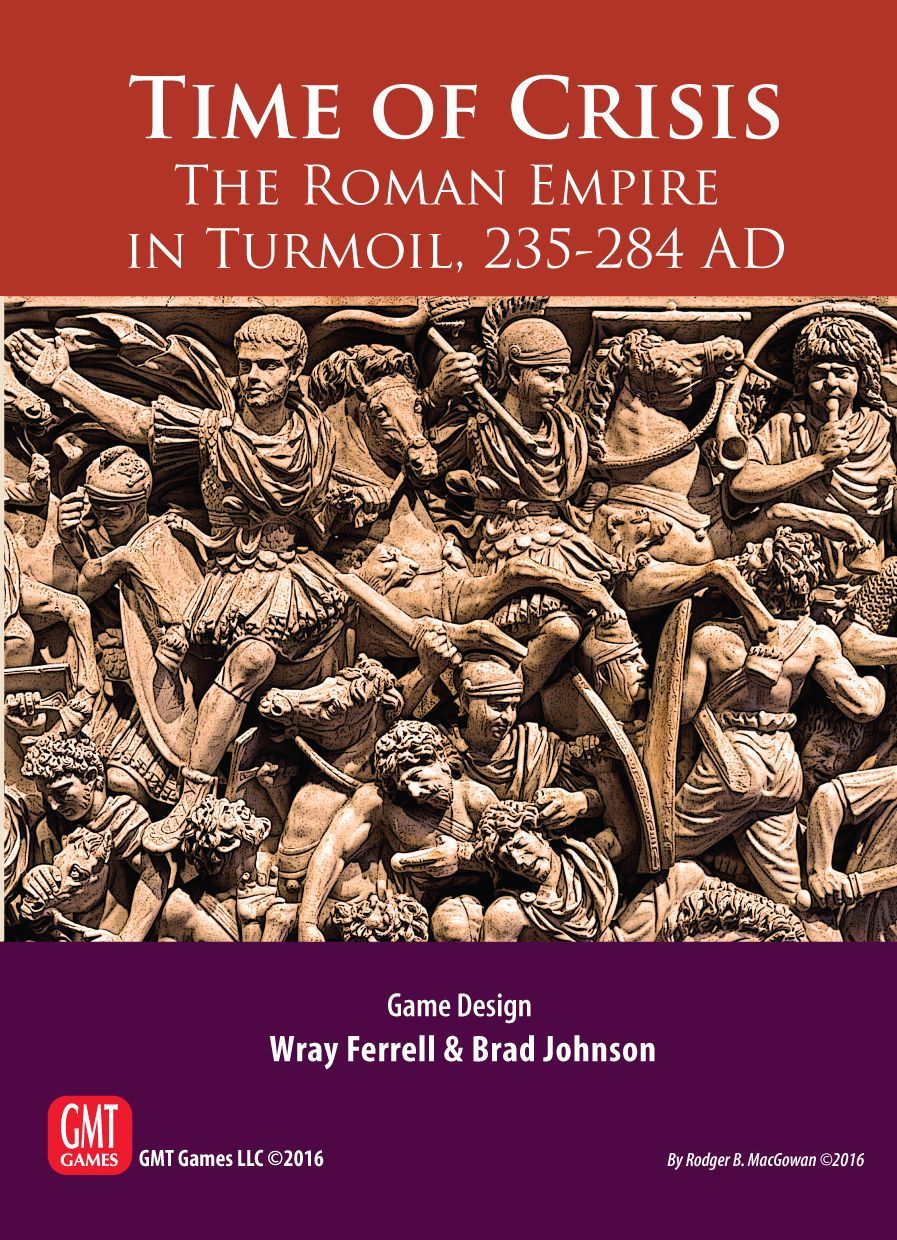 TIME OF CRISIS
THE ROMAN EMPIRE
IN TURMOIL, 235-284 AD
Game Design
Wray Ferrell & Brad Johnson
GMT
GAMES
GMT Games LLC ©2016
By Rodger B. MacGowan ©2016